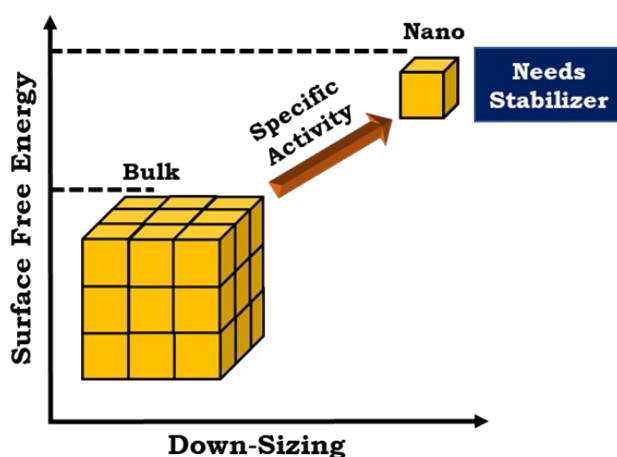 Nano
Needs
Stabilizer
Specific
Activity
Bulk
Surface Free Energy
Down-Sizing